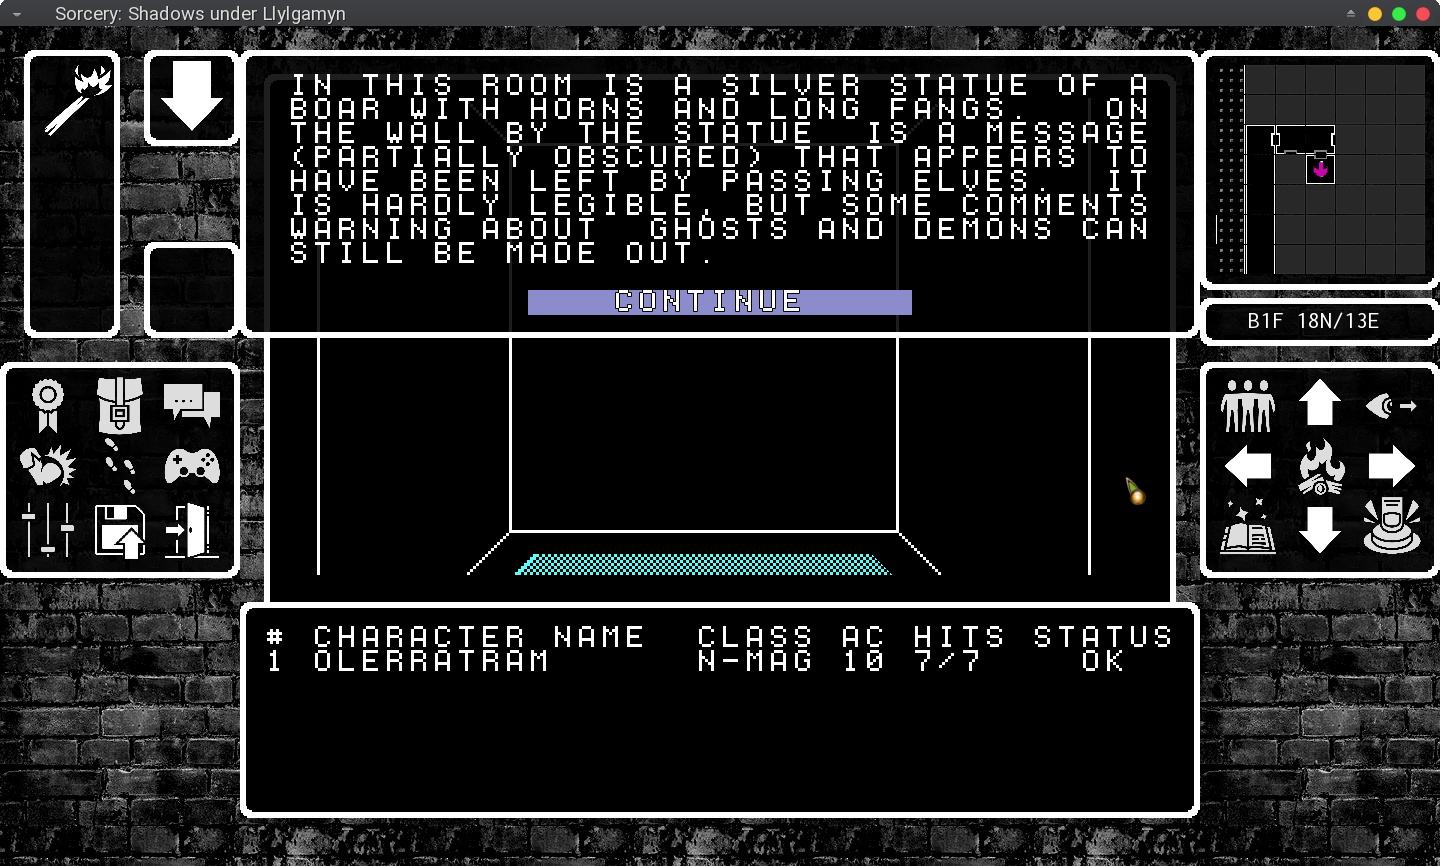 Sorcery: Shadows under Llylgamyn
IN THIS ROOM IS A SILVER STATUE OF A
BOAR WITH HORNS AND LONG FANGS. ON
THE WALL BY THE STATUE IS A MESSAGE
(PARTIALLY OBSCURED) THAT APPEARS TO
HAVE BEEN LEFT BY PASSING ELVES. IT
IS HARDLY LEGIBLE, BUT SOME COMMENTS
WARNING ABOUT GHOSTS AND DEMONS CAN
STILL BE MADE OUT.
CONTINUE
B1F 18N/13E
# CHARACTER NAME CLASS AC HITS STATUS
1 OLERRATRAM N-MAG 10 7/7 OK